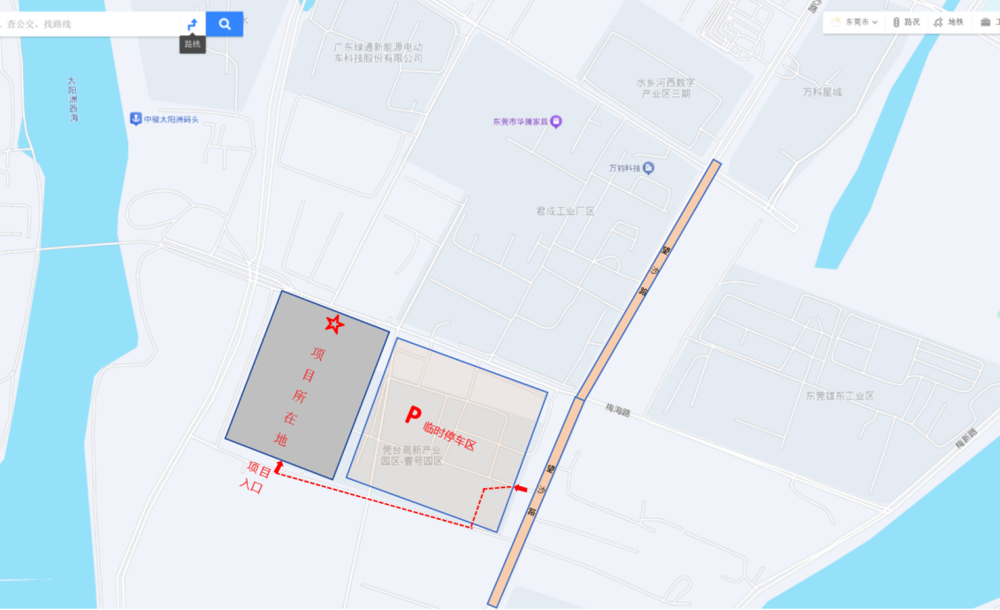 查公交、找路线
路线
东莞市
路况
地铁
广东绿通新能源电动
车科技股份有限公司
水乡河西数字
产业区三期
万科星城
太阳洲西海
中骏太阳洲码头
东莞市华腾家具
万钧科技
君成工业厂区
望沙路
项目所在地
P 临时停车区
莞台高新产业
园区-壹号园区
梅海路
东莞雄东工业区
梅新路
项目
入口
望沙路